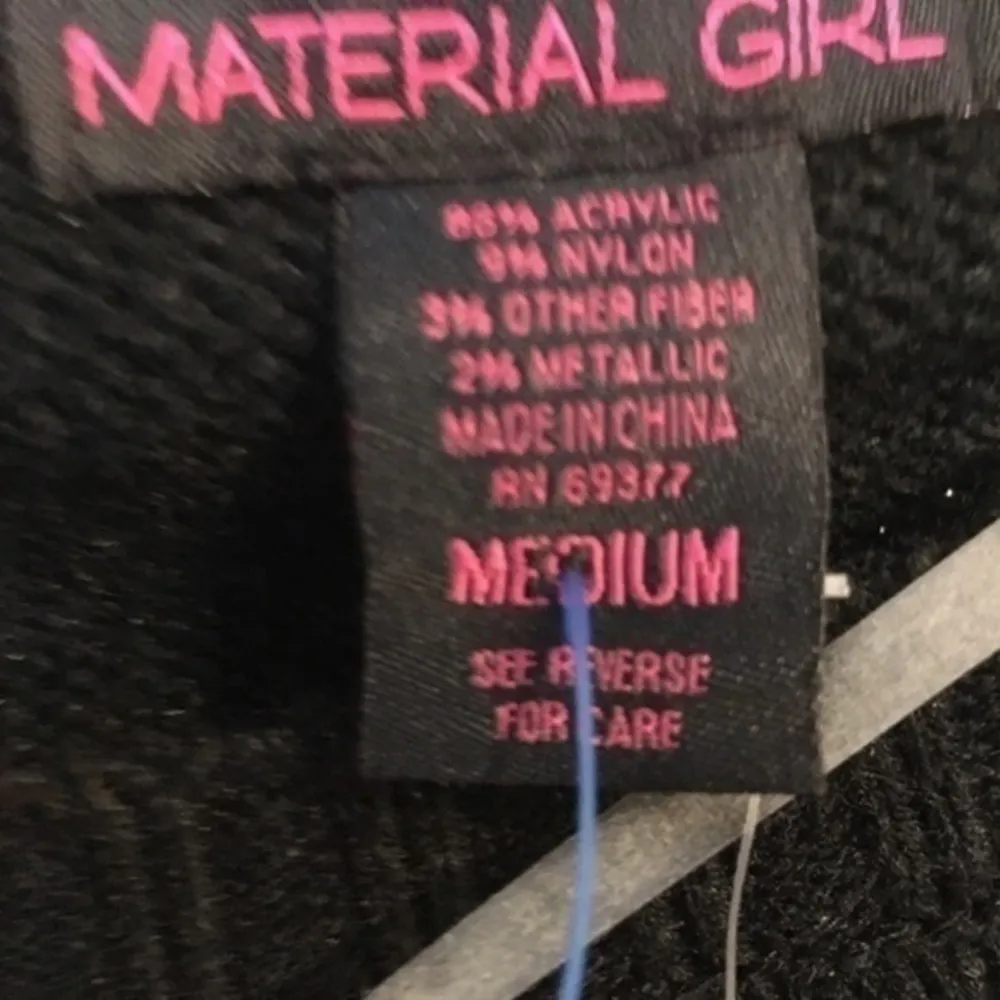 MATERIAL GIRL
86% ACRYLIC
9% NYLON
3% OTHER FIBER
2% METALLIC
MADE IN CHINA
RN 69377
MEDIUM
SEE REVERSE
FOR CARE